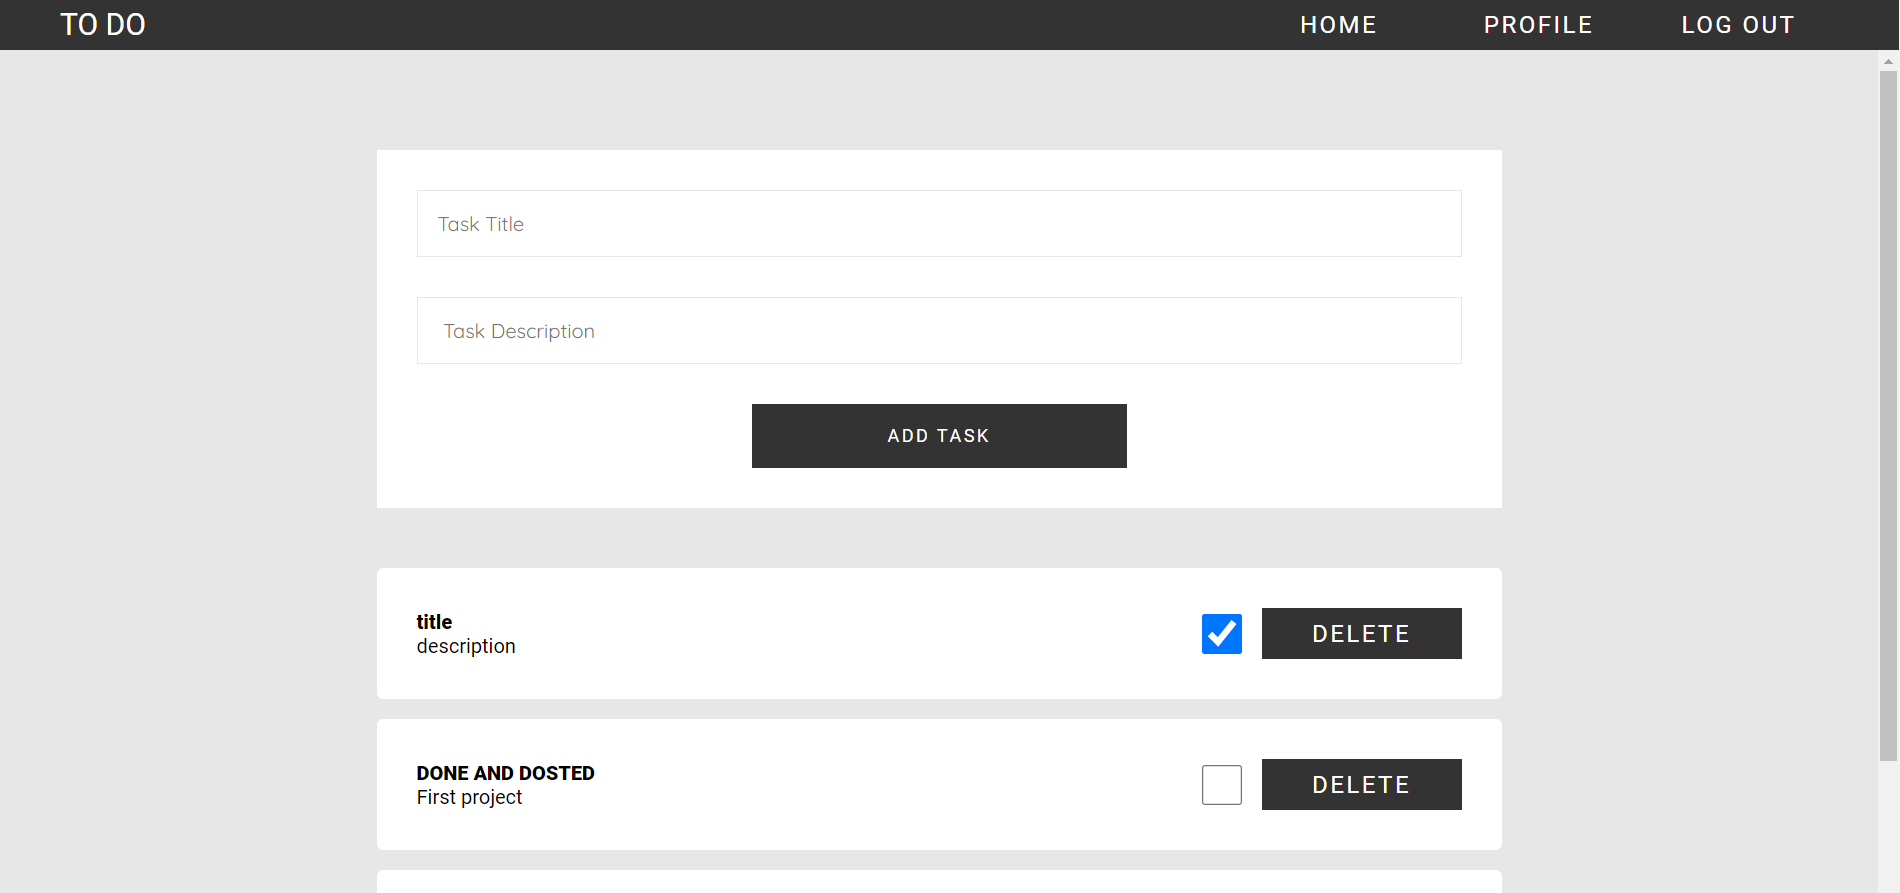 TO DO HOME PROFILE LOG OUT
Task Title
Task Description
ADD TASK
title
description
DELETE
DONE AND DOSTED
First project
DELETE